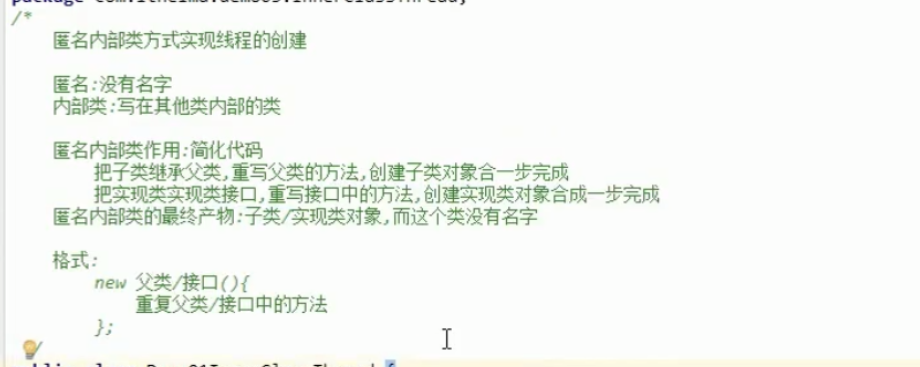 /*
匿名内部类方式实现线程的创建
匿名:没有名字
内部类:写在其他类内部的类
匿名内部类作用:简化代码
把子类继承父类,重写父类的方法,创建子类对象合一步完成
把实现类实现类接口,重写接口中的方法,创建实现类对象合成一步完成
匿名内部类的最终产物:子类/实现类对象,而这个类没有名字
格式:
new 父类/接口(){
重复父类/接口中的方法
};